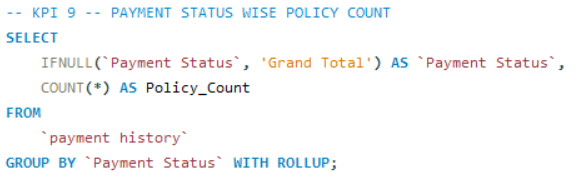 -- KPI 9 -- PAYMENT STATUS WISE POLICY COUNT
SELECT
    IFNULL(`Payment Status`, 'Grand Total') AS `Payment Status`,
    COUNT(*) AS Policy_Count
FROM
    `payment history`
GROUP BY `Payment Status` WITH ROLLUP;